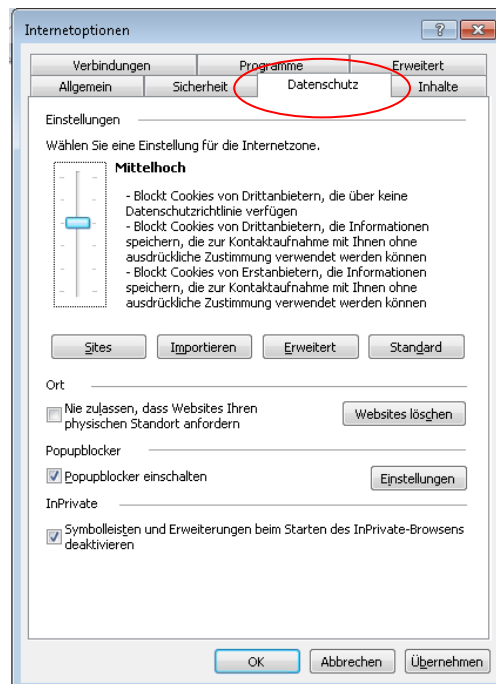 Internetoptionen
Verbindungen Programme Erweitert
Allgemein Sicherheit Datenschutz Inhalte
Einstellungen
Wählen Sie eine Einstellung für die Internetzone.
Mittelhoch
- Blockt Cookies von Drittanbietern, die über keine
Datenschutzrichtlinie verfügen
- Blockt Cookies von Drittanbietern, die Informationen
speichern, die zur Kontaktaufnahme mit Ihnen ohne
ausdrückliche Zustimmung verwendet werden können
- Blockt Cookies von Erstanbietern, die Informationen
speichern, die zur Kontaktaufnahme mit Ihnen ohne
ausdrückliche Zustimmung verwendet werden können
Sites Importieren Erweitert Standard
Ort
Nie zulassen, dass Websites Ihren
physischen Standort anfordern
Websites löschen
Popupblocker
Popupblocker einschalten
Einstellungen
InPrivate
Symbolleisten und Erweiterungen beim Starten des InPrivate-Browsens
deaktivieren
OK Abbrechen Übernehmen